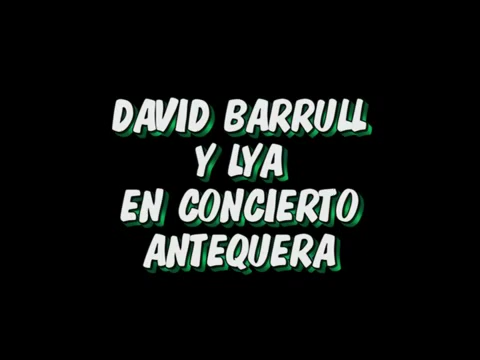 DAVID BARRULL
Y LYA
EN CONCIERTO
ANTEQUERA